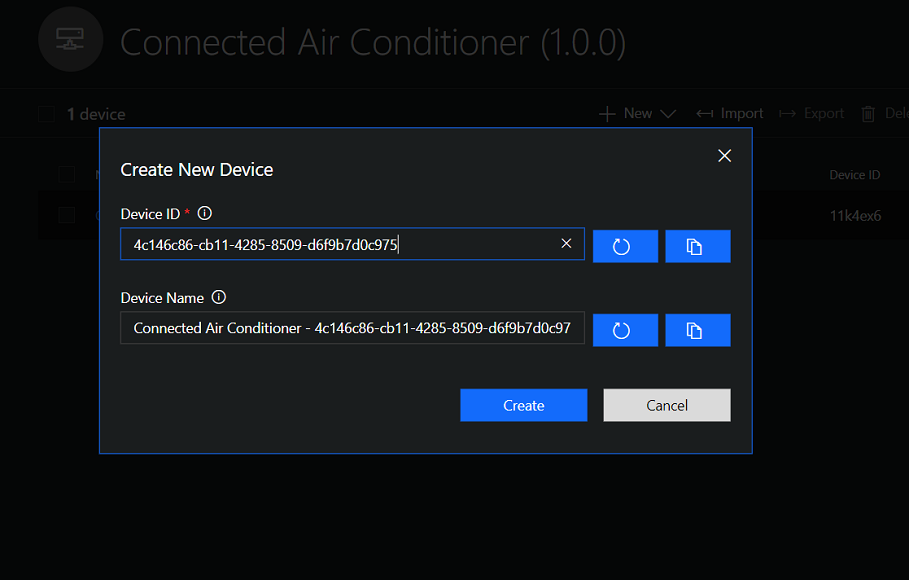 Connected Air Conditioner (1.0.0)
1 device
New Import Export
Device ID
11k4ex6
Create New Device
Device ID *
4c146c86-cb11-4285-8509-d6f9b7d0c975
Device Name
Connected Air Conditioner - 4c146c86-cb11-4285-8509-d6f9b7d0c97
Create Cancel